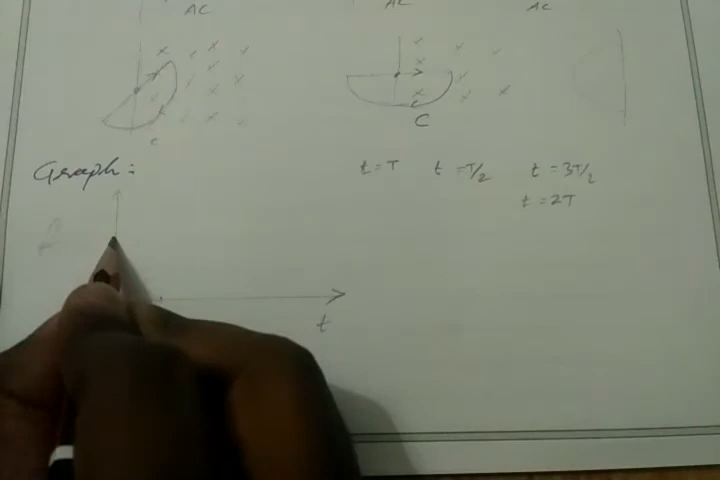 AC AC AC
C
C
Graph:
t = T t = T/2 t = 3T/2
t = 2T
t